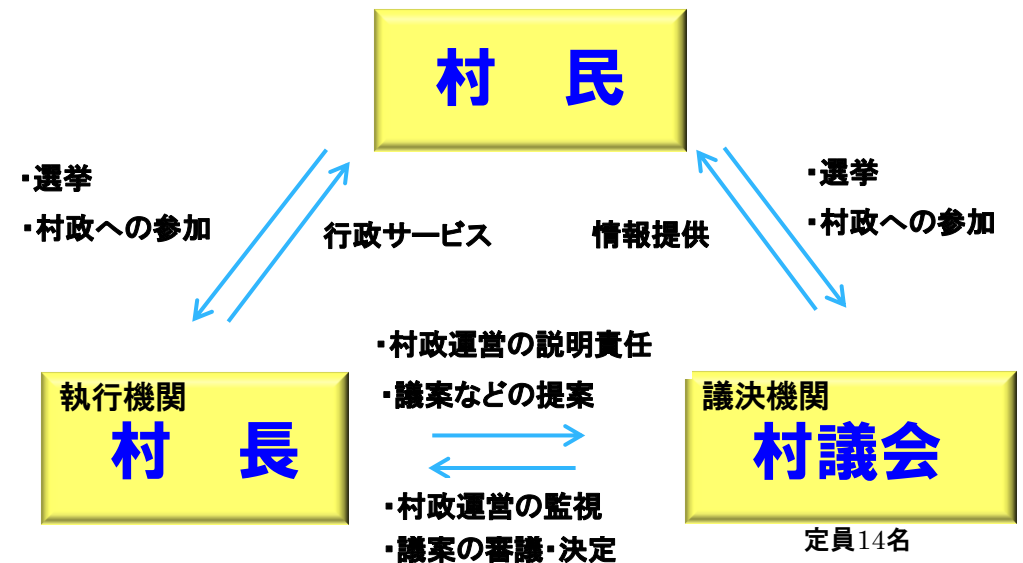 村　民
・選挙
・村政への参加
行政サービス
情報提供
・選挙
・村政への参加
・村政運営の説明責任
・議案などの提案
執行機関
村　長
議決機関
村議会
・村政運営の監視
・議案の審議・決定
定員14名